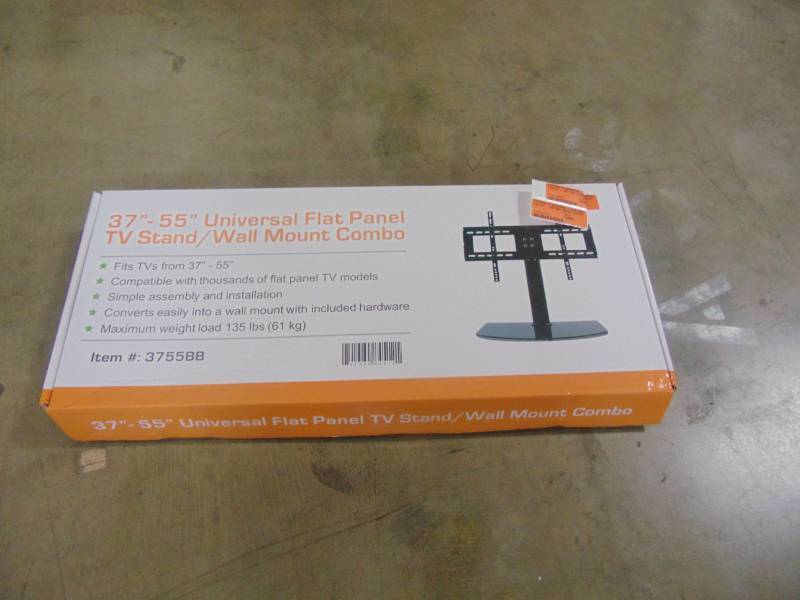 37"- 55" Universal Flat Panel
TV Stand/Wall Mount Combo
Fits TVs from 37" - 55"
Compatible with thousands of flat panel TV models
Simple assembly and installation
Converts easily into a wall mount with included hardware
Maximum weight load 135 lbs (61 kg)
Item #: 3755BB
37"- 55" Universal Flat Panel TV Stand/Wall Mount Combo